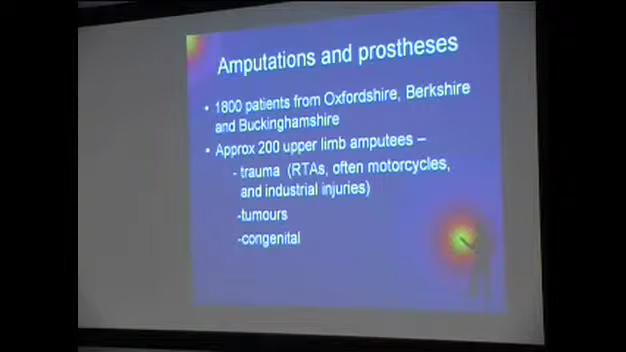 Amputations and prostheses
• 1800 patients from Oxfordshire, Berkshire
and Buckinghamshire
• Approx 200 upper limb amputees –
- trauma (RTAs, often motorcycles,
and industrial injuries)
-tumours
-congenital